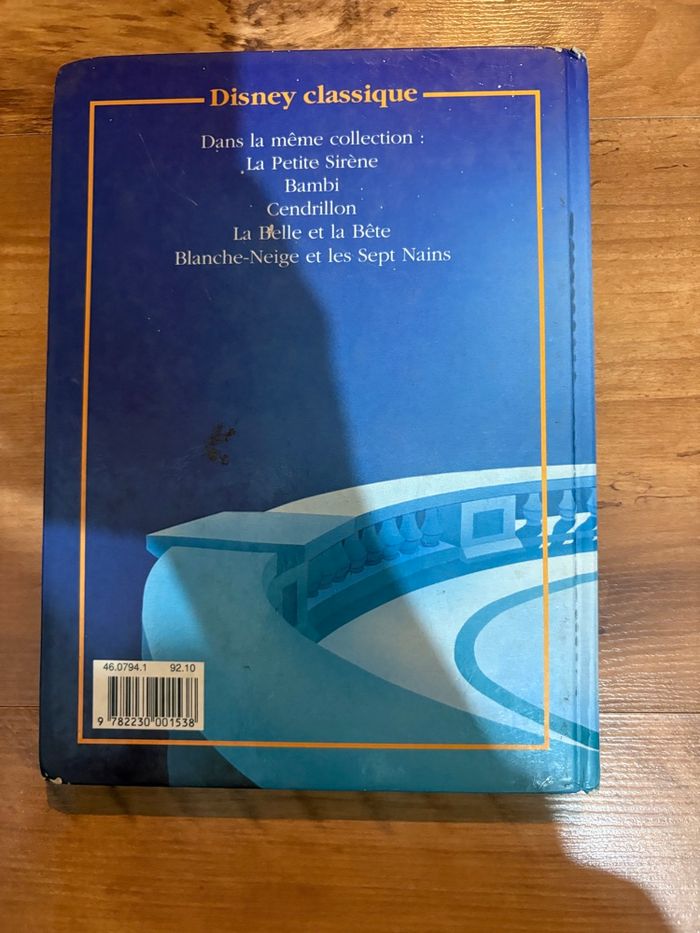 Disney classique
Dans la même collection :
La Petite Sirène
Bambi
Cendrillon
La Belle et la Bête
Blanche-Neige et les Sept Nains
46.0794.1 92.10
9 782230 001538